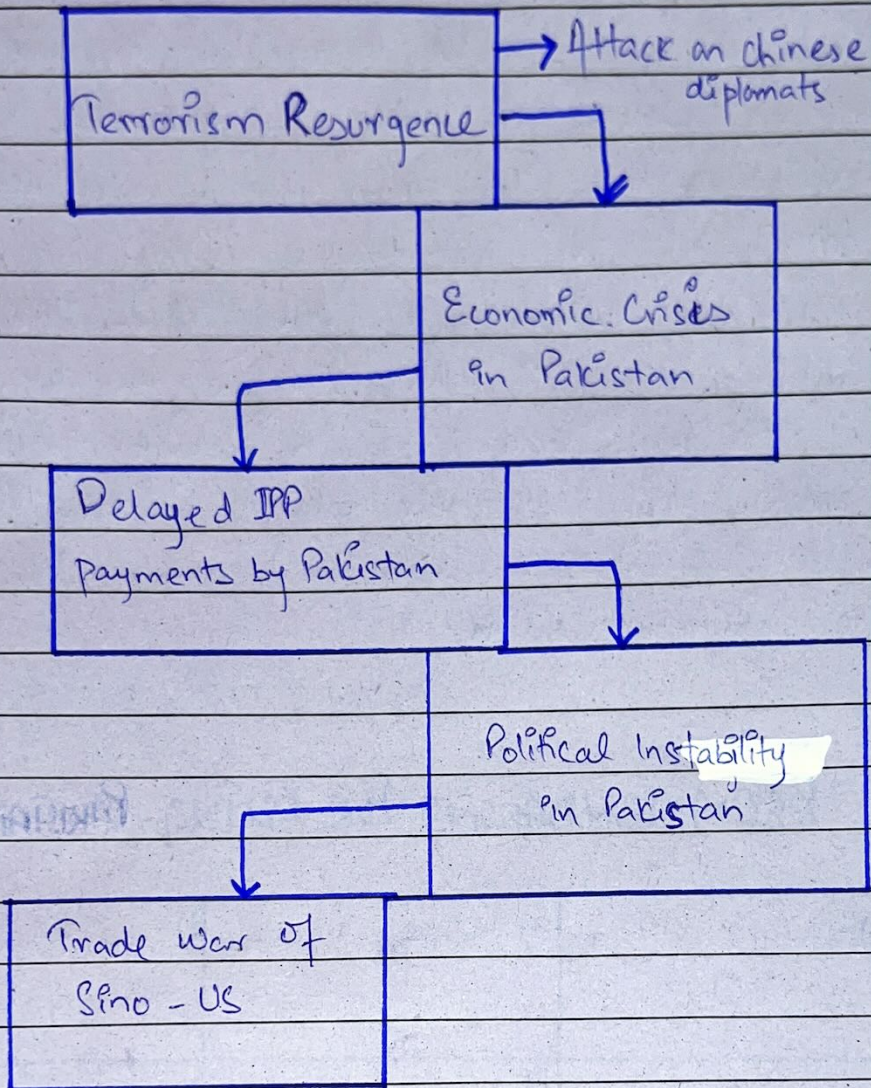 Attack on chinese
diplomats
Terrorism Resurgence
Economic Crises
in Pakistan
Delayed IPP
payments by Pakistan
Political Instability
in Pakistan
Trade war of
Sino - US